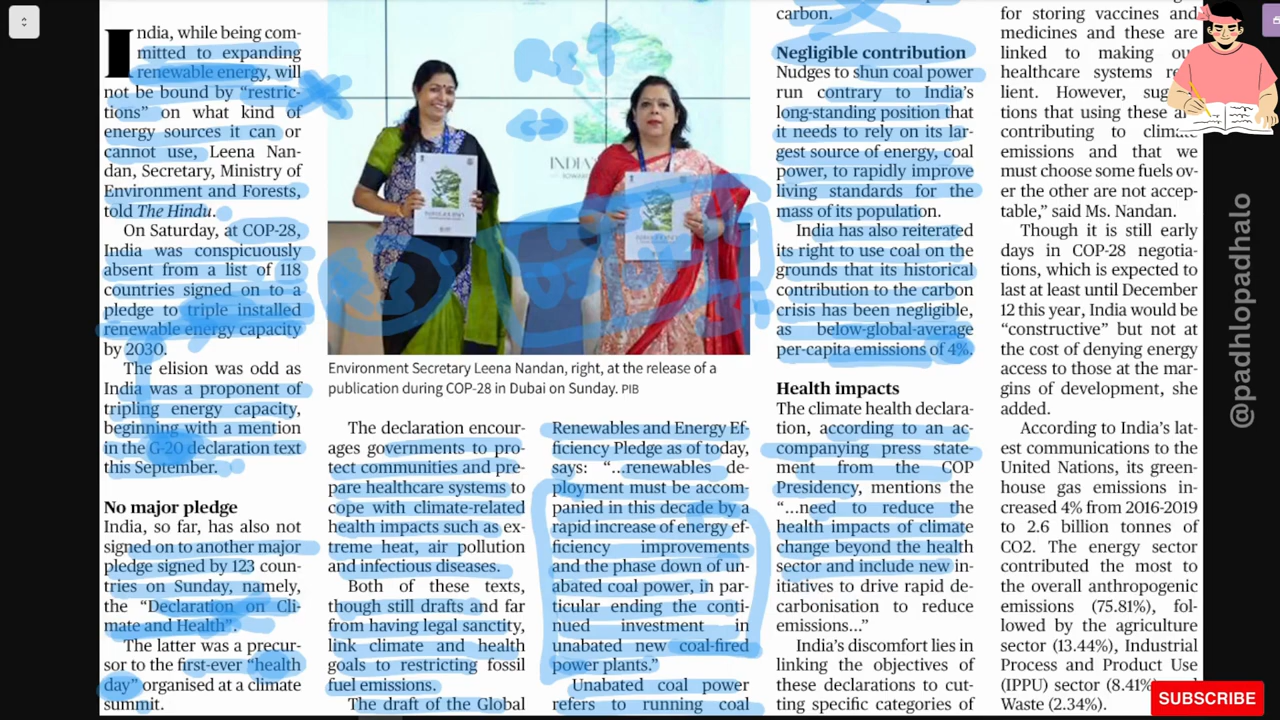 India, while being com-
mitted to expanding
renewable energy, will
not be bound by “restric-
tions” on what kind of
energy sources it can or
cannot use, Leena Nan-
dan, Secretary, Ministry of
Environment and Forests,
told The Hindu.
On Saturday, at COP-28,
India was conspicuously
absent from a list of 118
countries signed on to a
pledge to triple installed
renewable energy capacity
by 2030.
The elision was odd as
India was a proponent of
tripling energy capacity,
beginning with a mention
in the G-20 declaration text
this September.
No major pledge
India, so far, has also not
signed on to another major
pledge signed by 123 coun-
tries on Sunday, namely,
the “Declaration on Cli-
mate and Health”.
The latter was a precur-
sor to the first-ever “health
day” organised at a climate
summit.
RE↑
INDIA'S
Environment Secretary Leena Nandan, right, at the release of a
publication during COP-28 in Dubai on Sunday. PIB
The declaration encour-
ages governments to pro-
tect communities and pre-
pare healthcare systems to
cope with climate-related
health impacts such as ex-
treme heat, air pollution
and infectious diseases.
Both of these texts,
though still drafts and far
from having legal sanctity,
link climate and health
goals to restricting fossil
fuel emissions.
The draft of the Global
Renewables and Energy Ef-
ficiency Pledge as of today,
says: “...renewables de-
ployment must be accom-
panied in this decade by a
rapid increase of energy ef-
ficiency improvements
and the phase down of un-
abated coal power, in par-
ticular ending the conti-
nued investment in
unabated new coal-fired
power plants.”
Unabated coal power
refers to running coal
carbon.
Negligible contribution
Nudges to shun coal power
run contrary to India’s
long-standing position that
it needs to rely on its lar-
gest source of energy, coal
power, to rapidly improve
living standards for the
mass of its population.
India has also reiterated
its right to use coal on the
grounds that its historical
contribution to the carbon
crisis has been negligible,
as below-global-average
per-capita emissions of 4%.
Health impacts
The climate health declara-
tion, according to an ac-
companying press state-
ment from the COP
Presidency, mentions the
“...need to reduce the
health impacts of climate
change beyond the health
sector and include new in-
itiatives to drive rapid de-
carbonisation to reduce
emissions...”
India’s discomfort lies in
linking the objectives of
these declarations to cut-
ting specific categories of
for storing vaccines and
medicines and these are
linked to making ou
healthcare systems re
lient. However, sug
tions that using these a
contributing to clima
emissions and that we
must choose some fuels ov-
er the other are not accep-
table,” said Ms. Nandan.
Though it is still early
days in COP-28 negotia-
tions, which is expected to
last at least until December
12 this year, India would be
“constructive” but not at
the cost of denying energy
access to those at the mar-
gins of development, she
added.
According to India’s lat-
est communications to the
United Nations, its green-
house gas emissions in-
creased 4% from 2016-2019
to 2.6 billion tonnes of
CO2. The energy sector
contributed the most to
the overall anthropogenic
emissions (75.81%), fol-
lowed by the agriculture
sector (13.44%), Industrial
Process and Product Use
(IPPU) sector (8.41%)
Waste (2.34%).
@padhlopadhalo
SUBSCRIBE